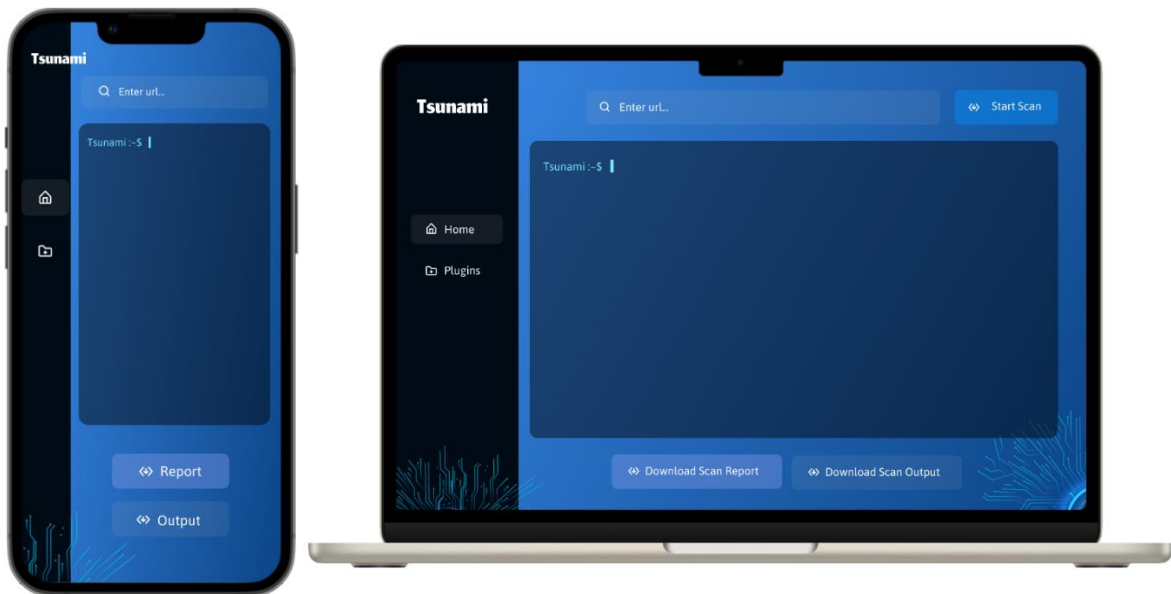 Tsunami
Enter url...
Tsunami :~$
Report
Output
Tsunami
Enter url...
Start Scan
Tsunami :~$
Home
Plugins
Download Scan Report
Download Scan Output